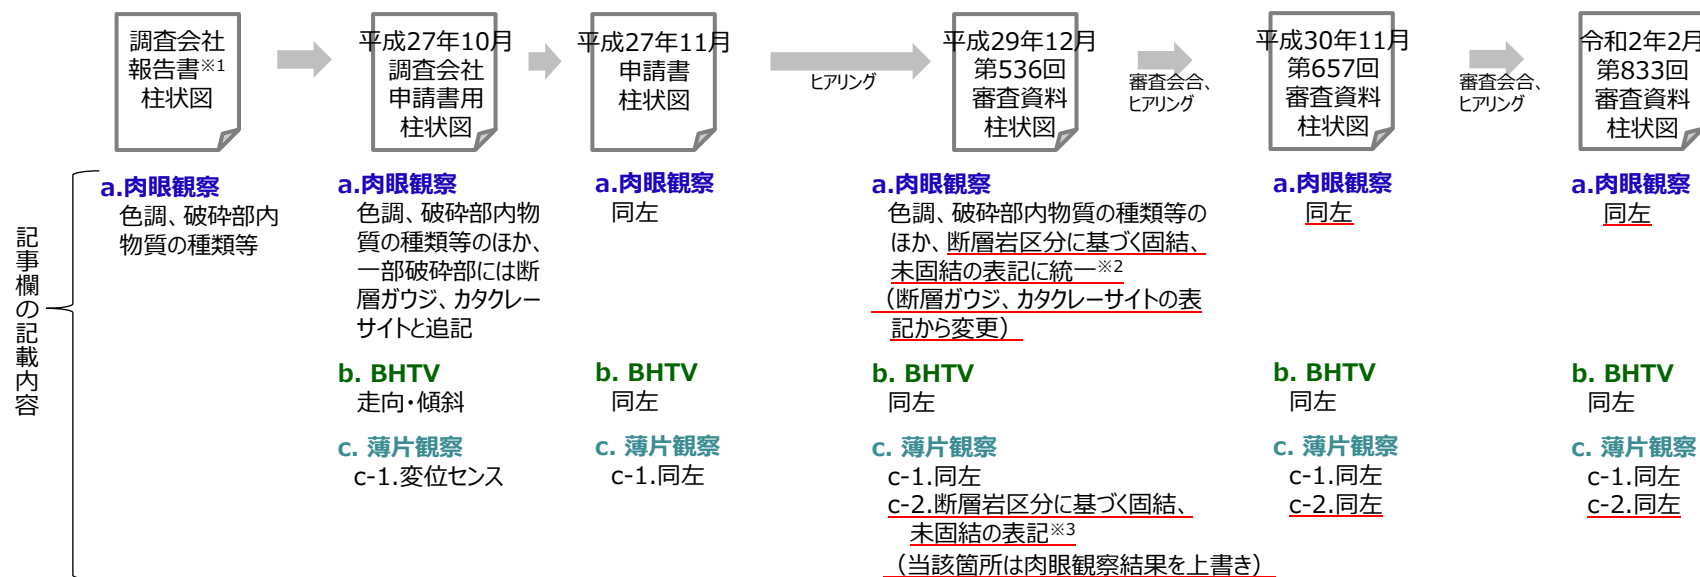 調査会社
報告書※1
柱状図
平成27年10月
調査会社
申請書用
柱状図
平成27年11月
申請書
柱状図
ヒアリング
平成29年12月
第536回
審査資料
柱状図
審査会合、
ヒアリング
平成30年11月
第657回
審査資料
柱状図
審査会合、
ヒアリング
令和2年2月
第833回
審査資料
柱状図
記事欄の記載内容
a.肉眼観察
色調、破砕部内
物質の種類等
a.肉眼観察
色調、破砕部内物
質の種類等のほか、
一部破砕部には断
層ガウジ、カタクレー
サイトと追記
b. BHTV
走向・傾斜
c. 薄片観察
c-1.変位センス
a.肉眼観察
同左
b. BHTV
同左
c. 薄片観察
c-1.同左
a.肉眼観察
色調、破砕部内物質の種類等の
ほか、断層岩区分に基づく固結、
未固結の表記に統一※2
（断層ガウジ、カタクレーサイトの表
記から変更）
b. BHTV
同左
c. 薄片観察
c-1.同左
c-2.断層岩区分に基づく固結、
未固結の表記※3
（当該箇所は肉眼観察結果を上書き）
a.肉眼観察
同左
b. BHTV
同左
c. 薄片観察
c-1.同左
c-2.同左
a.肉眼観察
同左
b. BHTV
同左
c. 薄片観察
c-1.同左
c-2.同左